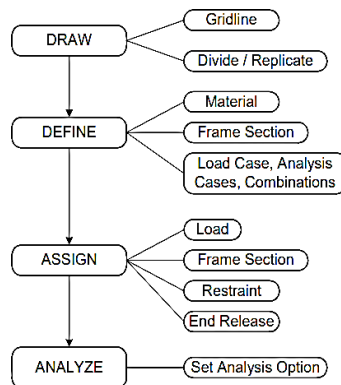 Gridline
DRAW
Divide / Replicate
Material
DEFINE
Frame Section
Load Case, Analysis
Cases, Combinations
Load
ASSIGN
Frame Section
Restraint
End Release
ANALYZE
Set Analysis Option